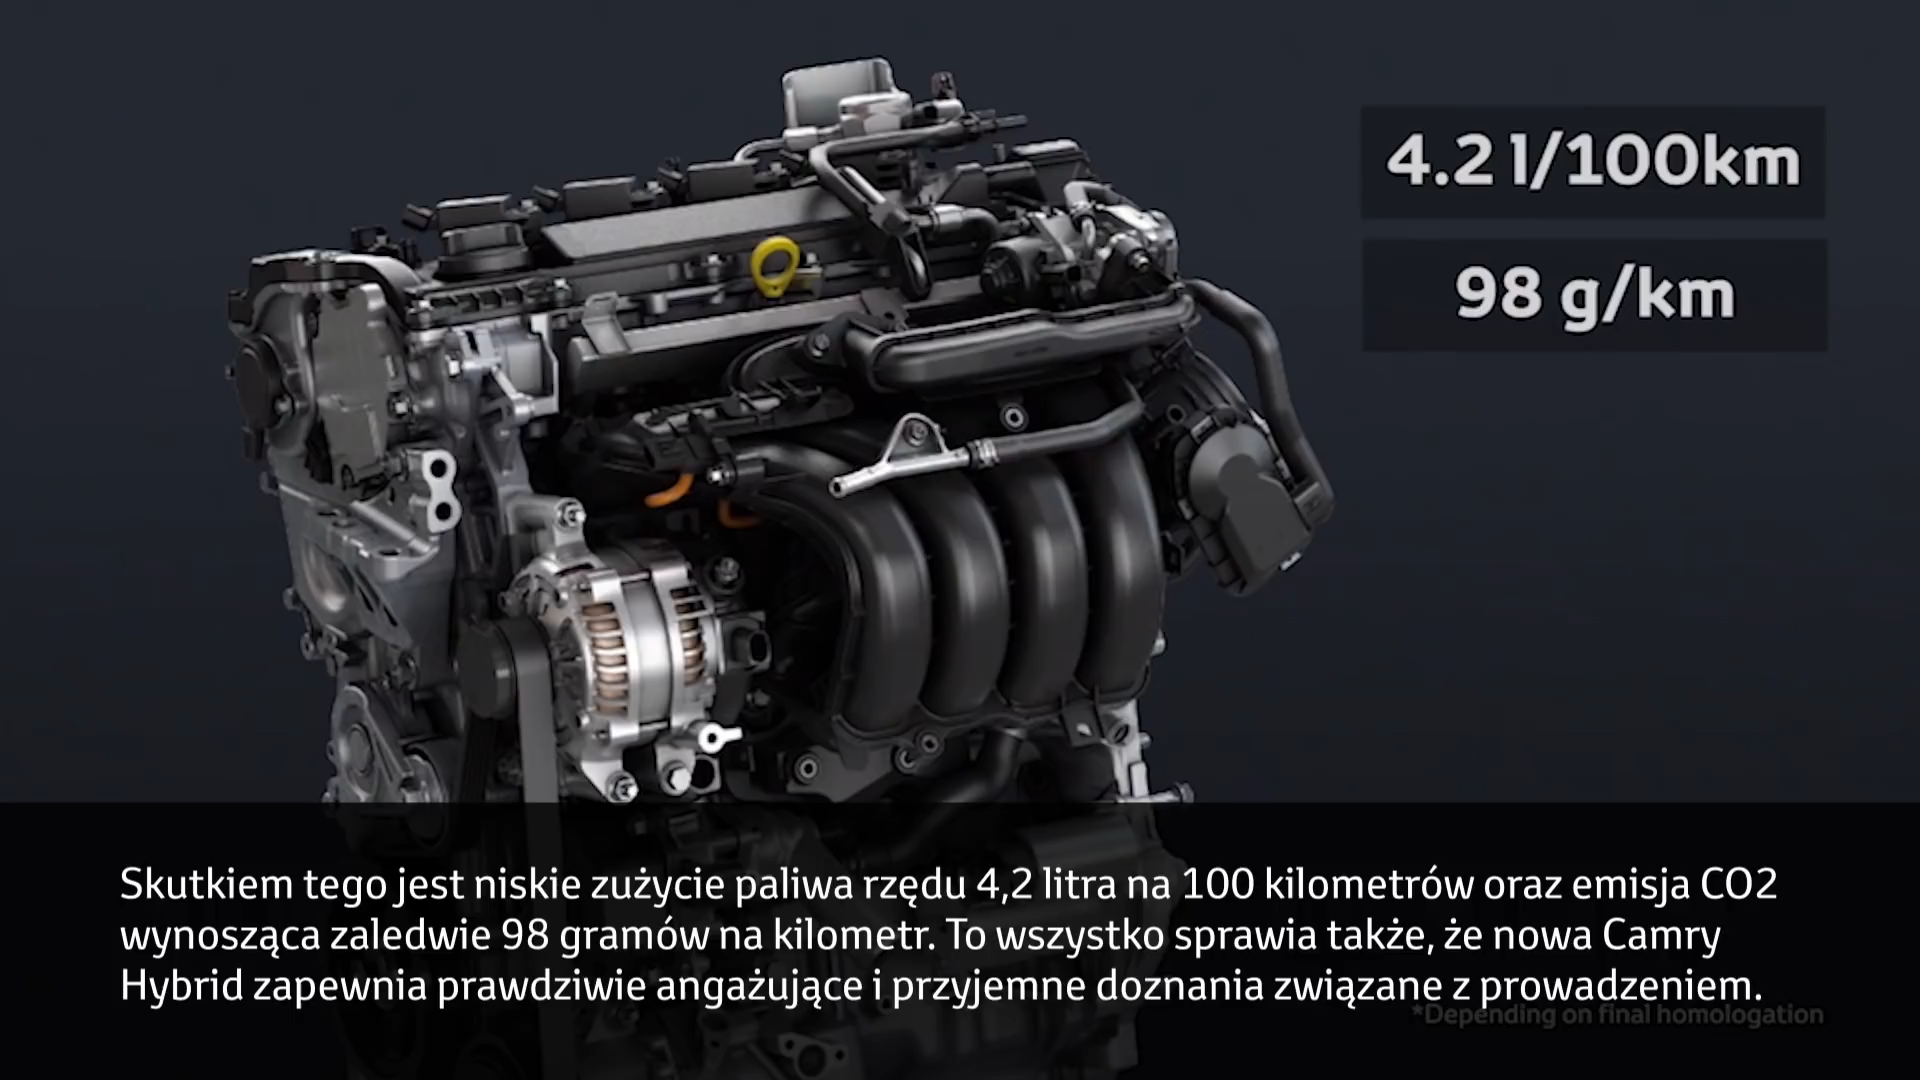 4.2 l/100km
98 g/km
Skutkiem tego jest niskie zużycie paliwa rzędu 4,2 litra na 100 kilometrów oraz emisja CO2
wynosząca zaledwie 98 gramów na kilometr. To wszystko sprawia także, że nowa Camry
Hybrid zapewnia prawdziwie angażujące i przyjemne doznania związane z prowadzeniem.
*Depending on final homologation